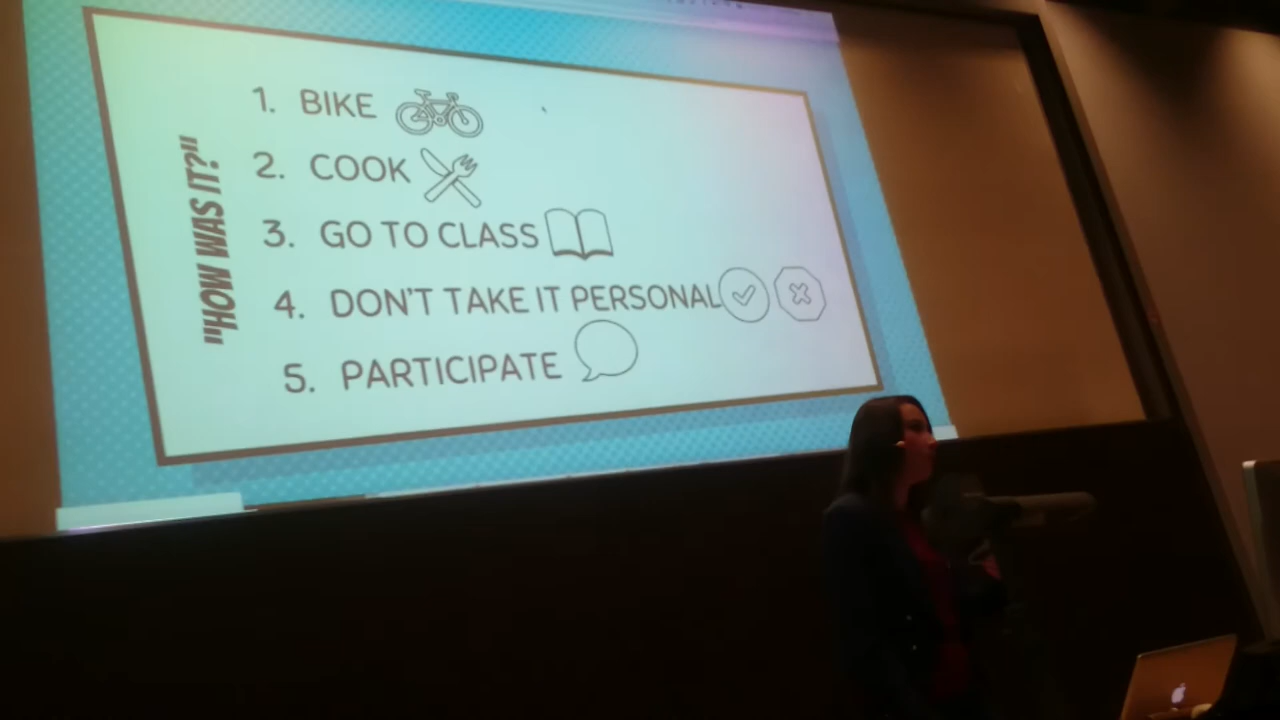 "HOW WAS IT?"
1. BIKE
2. COOK
3. GO TO CLASS
4. DON'T TAKE IT PERSONAL
5. PARTICIPATE